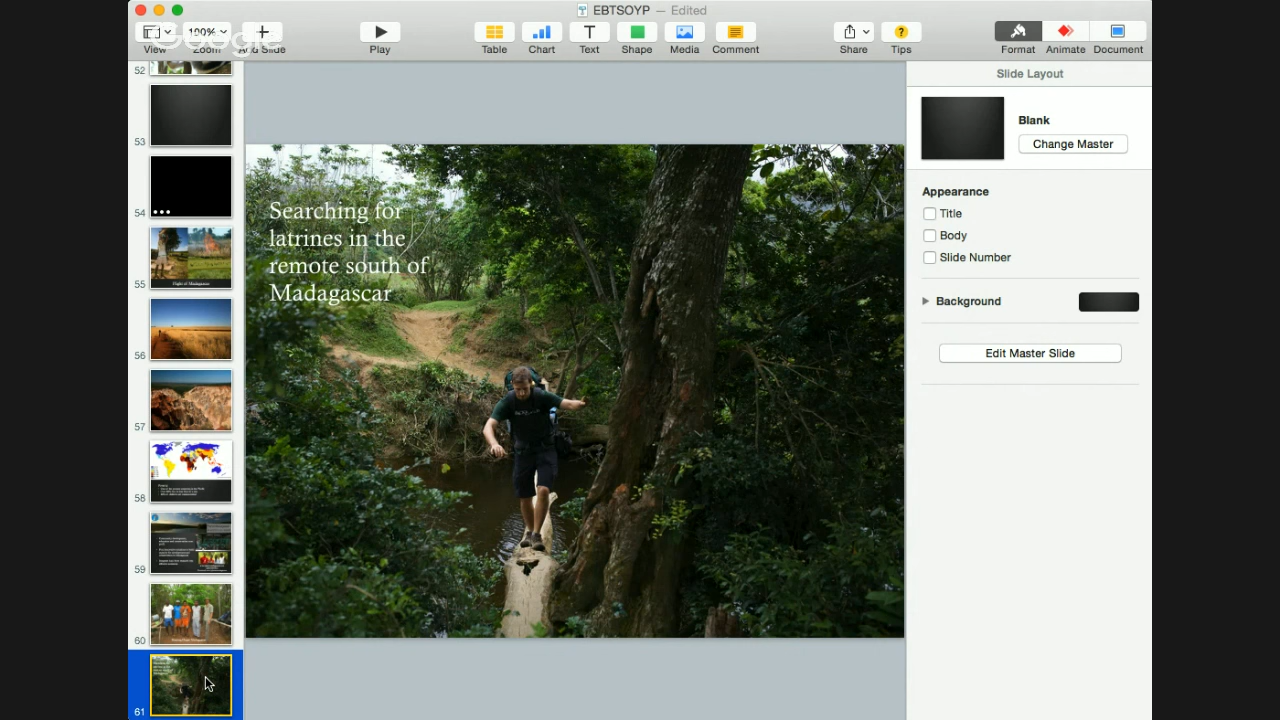 EBTSOYP — Edited
100%
Google
View
Zoom
Add Slide
Play
Table
Chart
Text
Shape
Media
Comment
Share
Tips
Format
Animate
Document
52
53
54
55
56
57
58
59
60
61
Searching for
latrines in the
remote south of
Madagascar
Slide Layout
Blank
Change Master
Appearance
Title
Body
Slide Number
Background
Edit Master Slide